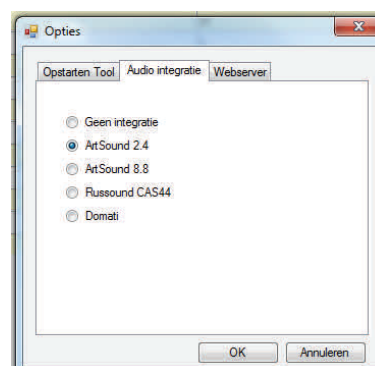 Opties
Opstarten Tool Audio integratie Webserver
Geen integratie
ArtSound 2.4
ArtSound 8.8
Russound CAS44
Domati
OK Annuleren